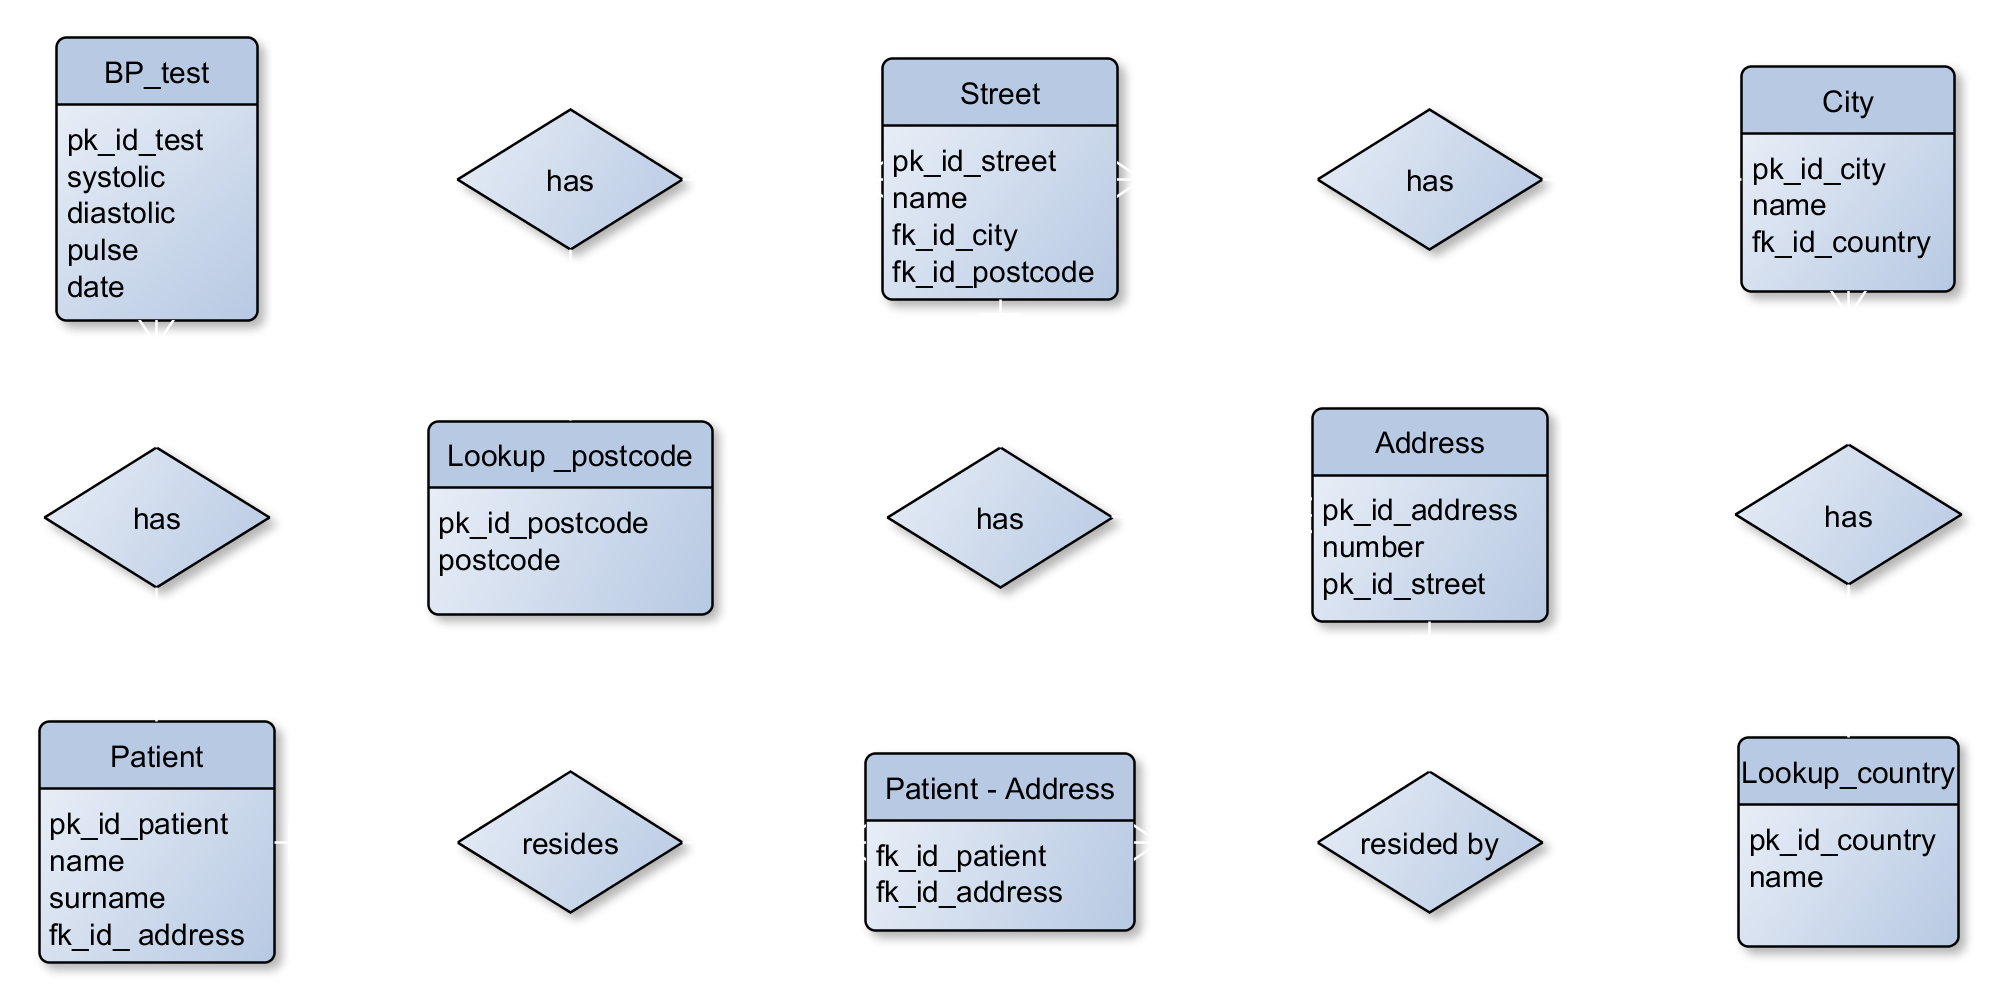 BP_test
pk_id_test
systolic
diastolic
pulse
date
has
Street
pk_id_street
name
fk_id_city
fk_id_postcode
has
City
pk_id_city
name
fk_id_country
has
Lookup _postcode
pk_id_postcode
postcode
has
Address
pk_id_address
number
pk_id_street
has
Patient
pk_id_patient
name
surname
fk_id_ address
resides
Patient - Address
fk_id_patient
fk_id_address
resided by
Lookup_country
pk_id_country
name